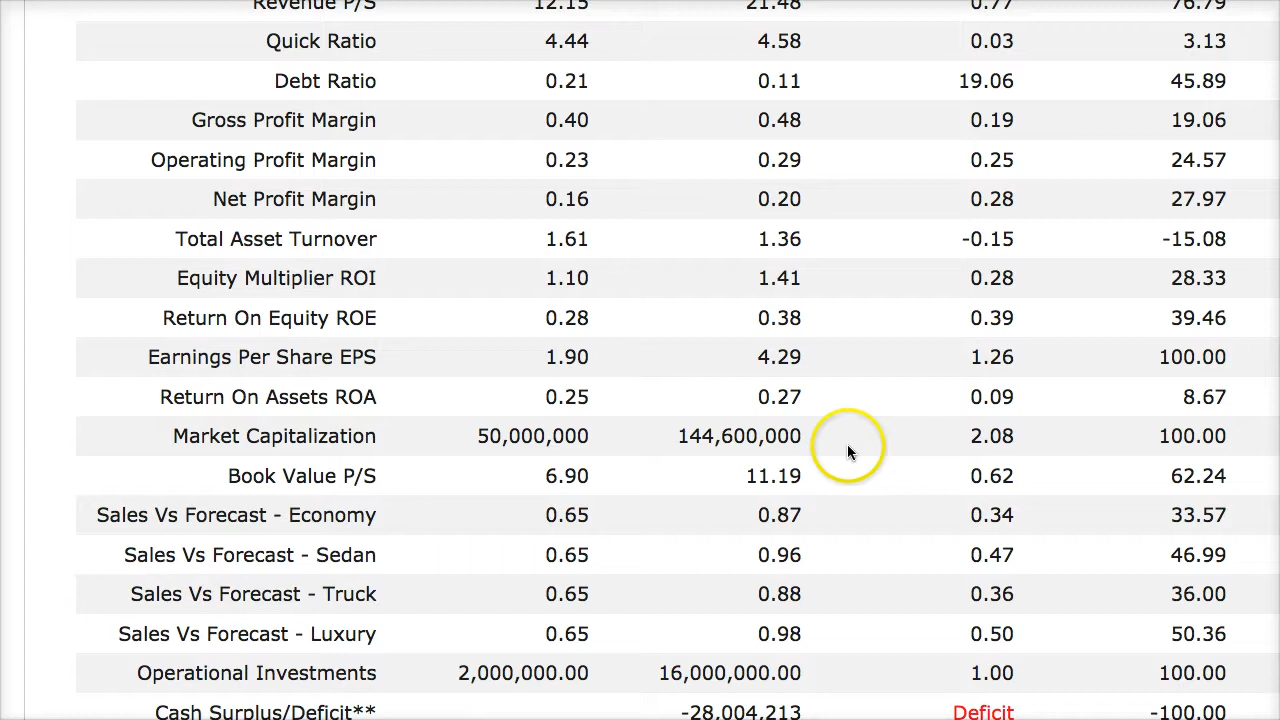 Revenue P/S 12.15 21.48 0.77 76.79
Quick Ratio 4.44 4.58 0.03 3.13
Debt Ratio 0.21 0.11 19.06 45.89
Gross Profit Margin 0.40 0.48 0.19 19.06
Operating Profit Margin 0.23 0.29 0.25 24.57
Net Profit Margin 0.16 0.20 0.28 27.97
Total Asset Turnover 1.61 1.36 -0.15 -15.08
Equity Multiplier ROI 1.10 1.41 0.28 28.33
Return On Equity ROE 0.28 0.38 0.39 39.46
Earnings Per Share EPS 1.90 4.29 1.26 100.00
Return On Assets ROA 0.25 0.27 0.09 8.67
Market Capitalization 50,000,000 144,600,000 2.08 100.00
Book Value P/S 6.90 11.19 0.62 62.24
Sales Vs Forecast - Economy 0.65 0.87 0.34 33.57
Sales Vs Forecast - Sedan 0.65 0.96 0.47 46.99
Sales Vs Forecast - Truck 0.65 0.88 0.36 36.00
Sales Vs Forecast - Luxury 0.65 0.98 0.50 50.36
Operational Investments 2,000,000.00 16,000,000.00 1.00 100.00
Cash Surplus/Deficit** -28,004,213 Deficit -100.00